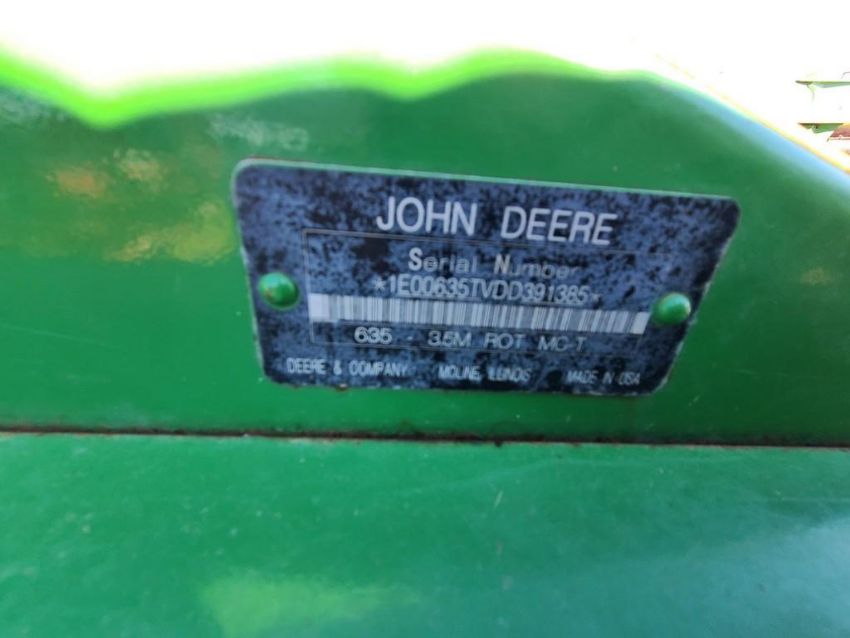 JOHN DEERE
Serial Number
*1E00635TVDD391385*
635 - 3.5M ROT MC-T
DEERE & COMPANY MOLINE, ILLINOIS MADE IN USA